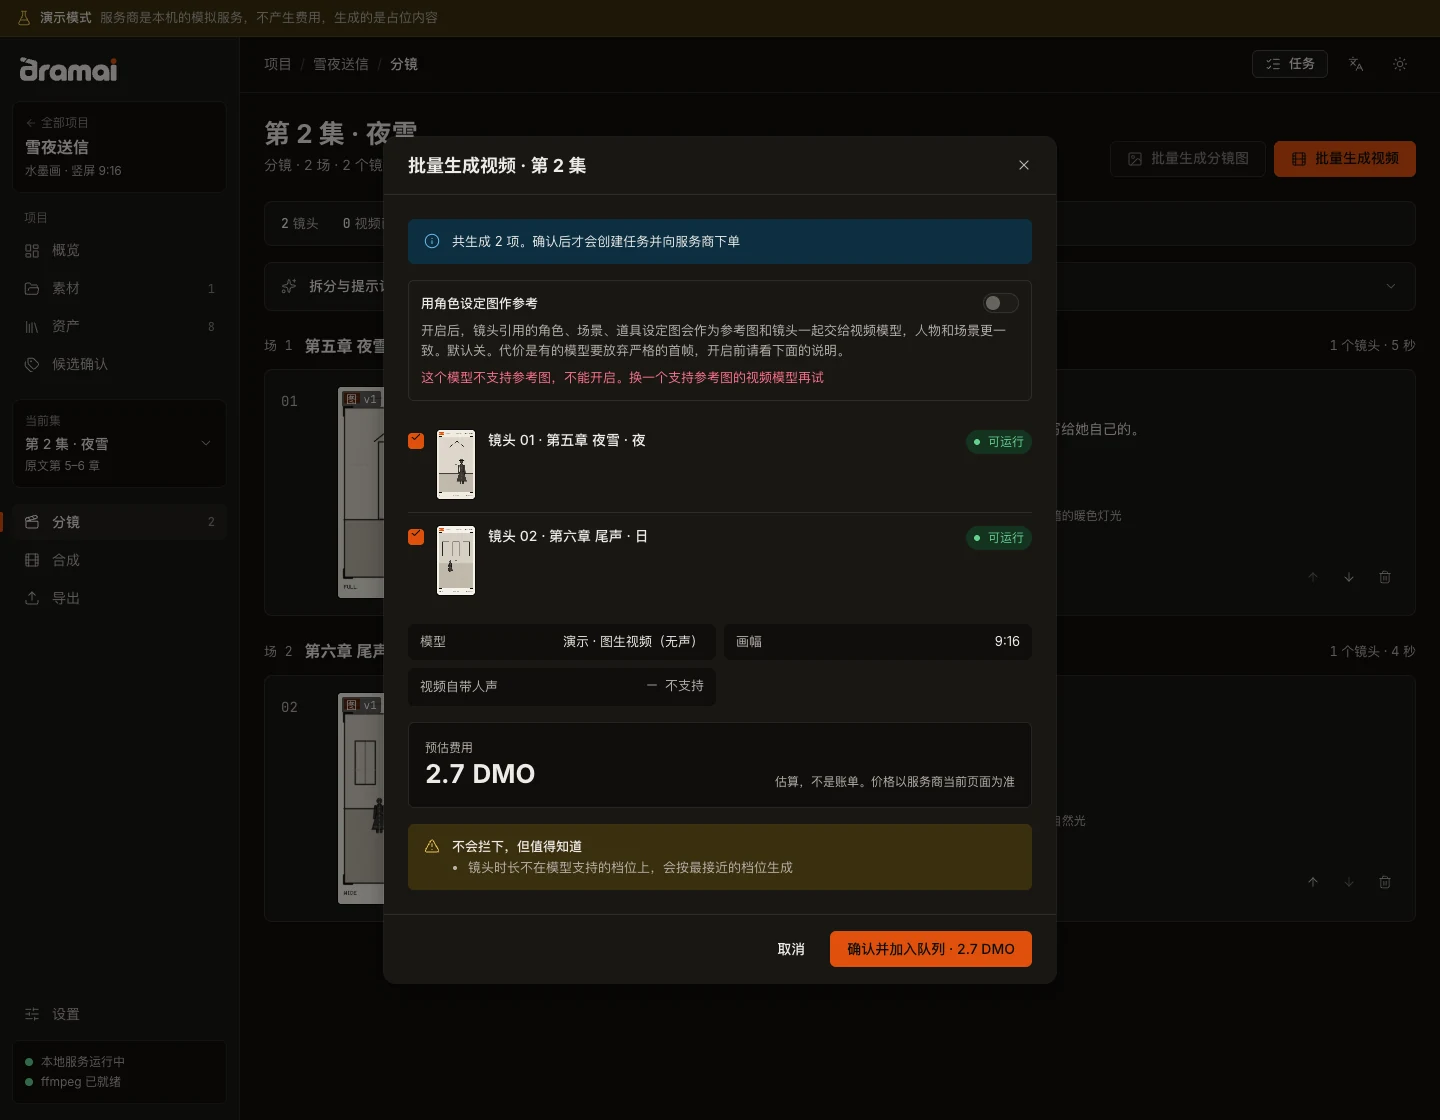 演示模式 服务商是本机的模拟服务，不产生费用，生成的是占位内容
aramai
项目 / 雪夜送信 / 分镜
任务
← 全部项目
雪夜送信
水墨画 · 竖屏 9:16
项目
概览
素材 1
资产 8
候选确认
当前集
第 2 集 · 夜雪
原文第 5–6 章
分镜 2
合成
导出
设置
本地服务运行中
ffmpeg 已就绪
第 2 集 · 夜雪
分镜 · 2 场 · 2 个镜
批量生成分镜图
批量生成视频
2 镜头 0 视频
拆分与提示
场 1 第五章 夜雪
1 个镜头 · 5 秒
01
图 v1
FULL
写给她自己的。
的暖色灯光
场 2 第六章 尾声
1 个镜头 · 4 秒
02
图 v1
WIDE
自然光
批量生成视频 · 第 2 集
共生成 2 项。确认后才会创建任务并向服务商下单
用角色设定图作参考
开启后，镜头引用的角色、场景、道具设定图会作为参考图和镜头一起交给视频模型，人物和场景更一
致。默认关。代价是有的模型要放弃严格的首帧，开启前请看下面的说明。
这个模型不支持参考图，不能开启。换一个支持参考图的视频模型再试
镜头 01 · 第五章 夜雪 · 夜
可运行
镜头 02 · 第六章 尾声 · 日
可运行
模型 演示 · 图生视频（无声）
画幅 9:16
视频自带人声 — 不支持
预估费用
2.7 DMO
估算，不是账单。价格以服务商当前页面为准
不会拦下，但值得知道
• 镜头时长不在模型支持的档位上，会按最接近的档位生成
取消
确认并加入队列 · 2.7 DMO